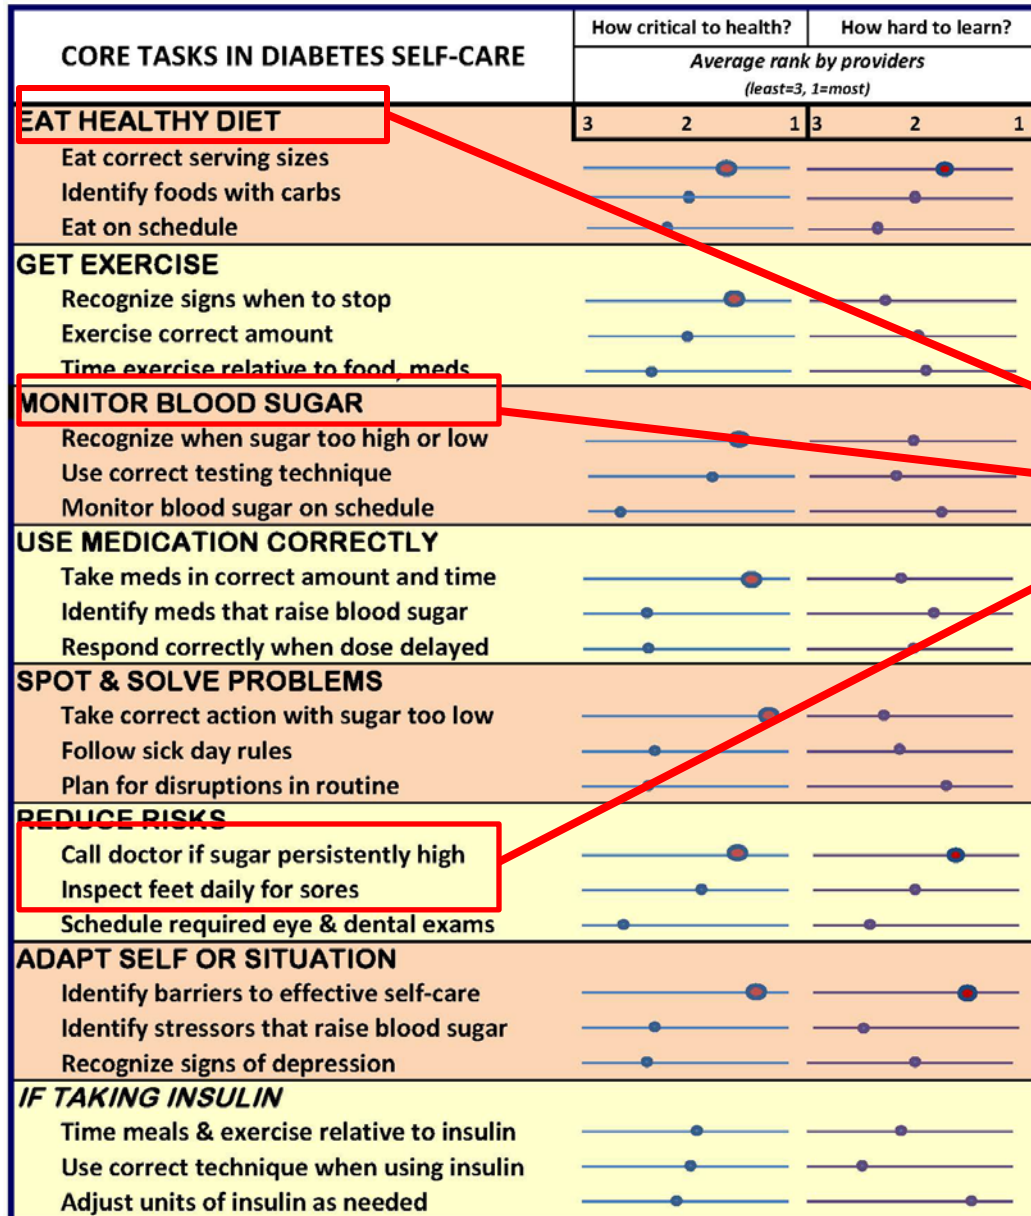 CORE TASKS IN DIABETES SELF-CARE
How critical to health? How hard to learn?
Average rank by providers
(least=3, 1=most)
EAT HEALTHY DIET 3 2 1 3 2 1
Eat correct serving sizes
Identify foods with carbs
Eat on schedule
GET EXERCISE
Recognize signs when to stop
Exercise correct amount
Time exercise relative to food, meds
MONITOR BLOOD SUGAR
Recognize when sugar too high or low
Use correct testing technique
Monitor blood sugar on schedule
USE MEDICATION CORRECTLY
Take meds in correct amount and time
Identify meds that raise blood sugar
Respond correctly when dose delayed
SPOT & SOLVE PROBLEMS
Take correct action with sugar too low
Follow sick day rules
Plan for disruptions in routine
REDUCE RISKS
Call doctor if sugar persistently high
Inspect feet daily for sores
Schedule required eye & dental exams
ADAPT SELF OR SITUATION
Identify barriers to effective self-care
Identify stressors that raise blood sugar
Recognize signs of depression
IF TAKING INSULIN
Time meals & exercise relative to insulin
Use correct technique when using insulin
Adjust units of insulin as needed